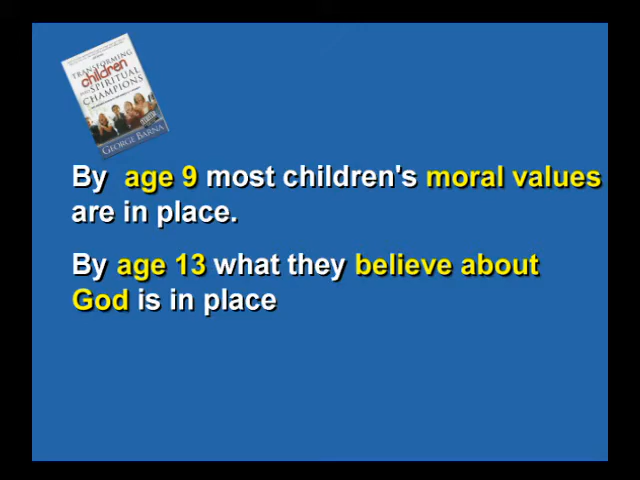 TRANSFORMING
children
INTO SPIRITUAL
CHAMPIONS
GEORGE BARNA
By age 9 most children's moral values
are in place.
By age 13 what they believe about
God is in place